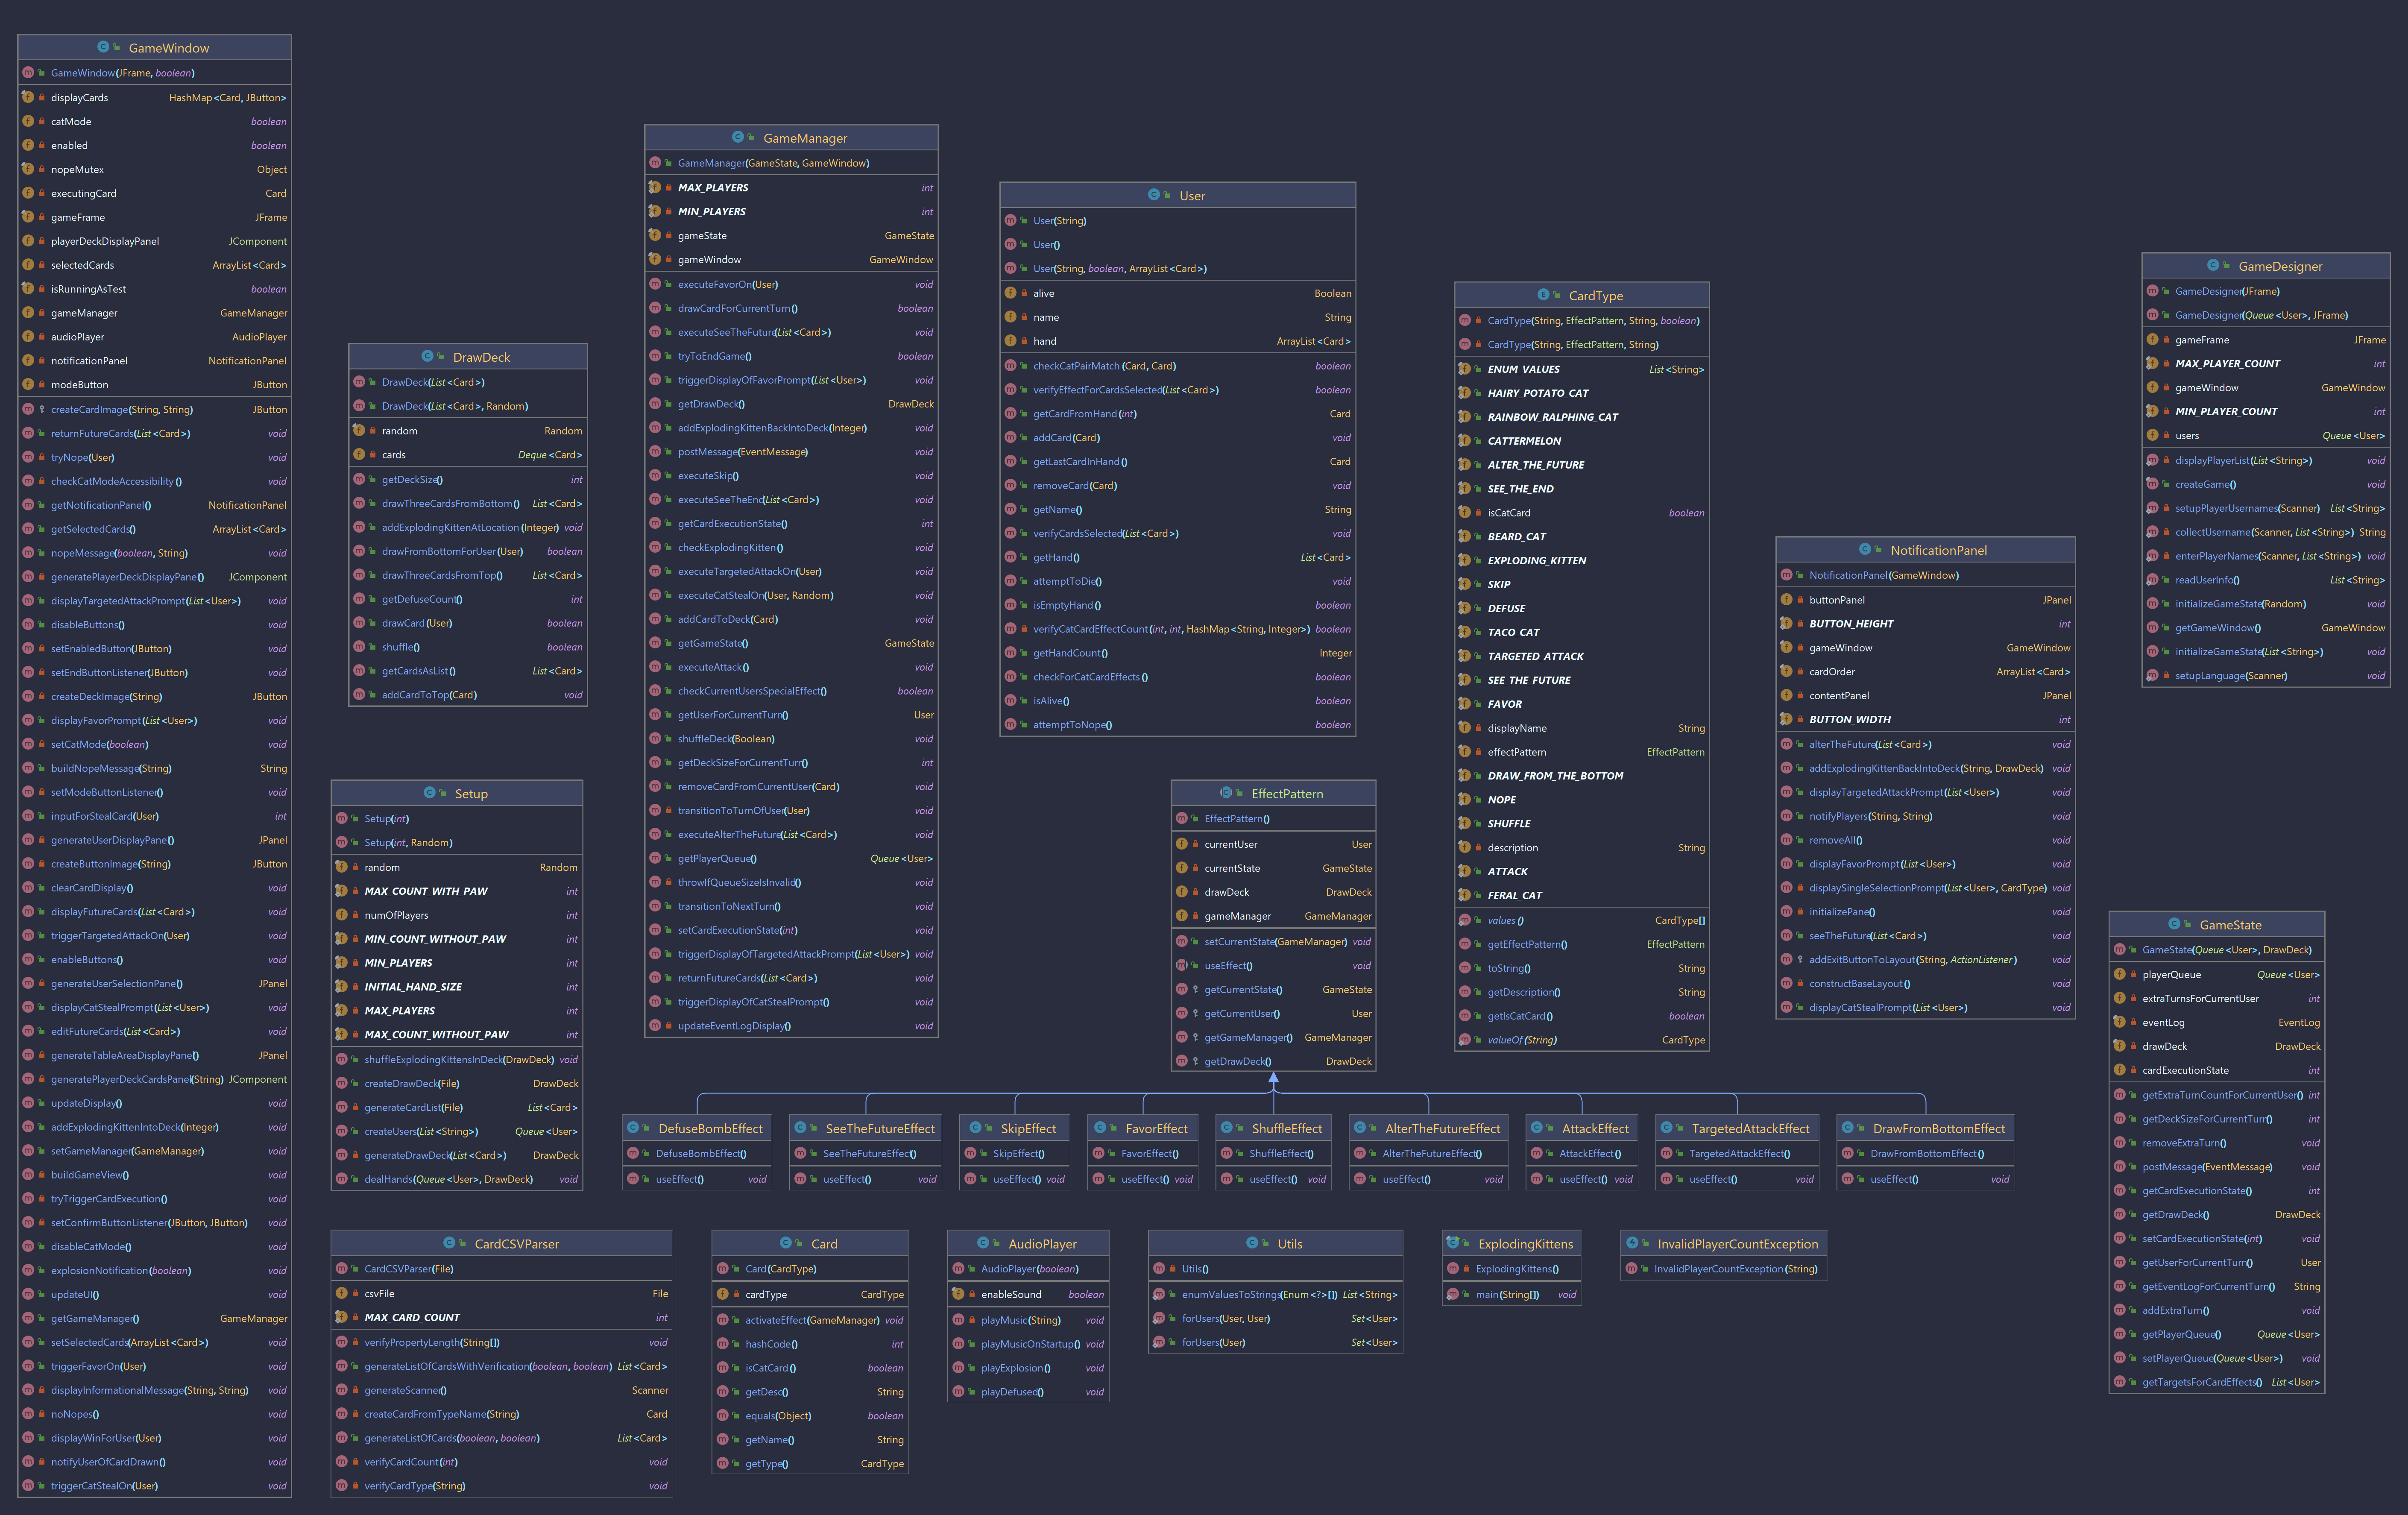 GameWindow
GameWindow(JFrame, boolean)
displayCards HashMap<Card, JButton>
catMode boolean
enabled boolean
nopeMutex Object
executingCard Card
gameFrame JFrame
playerDeckDisplayPanel JComponent
selectedCards ArrayList<Card>
isRunningAsTest boolean
gameManager GameManager
audioPlayer AudioPlayer
notificationPanel NotificationPanel
modeButton JButton
createCardImage(String, String) JButton
returnFutureCards(List<Card>) void
tryNope(User) void
checkCatModeAccessibility() void
getNotificationPanel() NotificationPanel
getSelectedCards() ArrayList<Card>
nopeMessage(boolean, String) void
generatePlayerDeckDisplayPanel() JComponent
displayTargetedAttackPrompt(List<User>) void
disableButtons() void
setEnabledButton(JButton) void
setEndButtonListener(JButton) void
createDeckImage(String) JButton
displayFavorPrompt(List<User>) void
setCatMode(boolean) void
buildNopeMessage(String) String
setModeButtonListener() void
inputForStealCard(User) int
generateUserDisplayPanel() JPanel
createButtonImage(String) JButton
clearCardDisplay() void
displayFutureCards(List<Card>) void
triggerTargetedAttackOn(User) void
enableButtons() void
generateUserSelectionPane() JPanel
displayCatStealPrompt(List<User>) void
editFutureCards(List<Card>) void
generateTableAreaDisplayPane() JPanel
generatePlayerDeckCardsPanel(String) JComponent
updateDisplay() void
addExplodingKittenIntoDeck(Integer) void
setGameManager(GameManager) void
buildGameView() void
tryTriggerCardExecution() void
setConfirmButtonListener(JButton, JButton) void
disableCatMode() void
explosionNotification(boolean) void
updateUI() void
getGameManager() GameManager
setSelectedCards(ArrayList<Card>) void
triggerFavorOn(User) void
displayInformationalMessage(String, String) void
noNopes() void
displayWinForUser(User) void
notifyUserOfCardDrawn() void
triggerCatStealOn(User) void
DrawDeck
DrawDeck(List<Card>)
DrawDeck(List<Card>, Random)
random Random
cards Deque<Card>
getDeckSize() int
drawThreeCardsFromBottom() List<Card>
addExplodingKittenAtLocation(Integer) void
drawFromBottomForUser(User) boolean
drawThreeCardsFromTop() List<Card>
getDefuseCount() int
drawCard(User) boolean
shuffle() boolean
getCardsAsList() List<Card>
addCardToTop(Card) void
Setup
Setup(int)
Setup(int, Random)
random Random
MAX_COUNT_WITH_PAW int
numOfPlayers int
MIN_COUNT_WITHOUT_PAW int
MIN_PLAYERS int
INITIAL_HAND_SIZE int
MAX_PLAYERS int
MAX_COUNT_WITHOUT_PAW int
shuffleExplodingKittensInDeck(DrawDeck) void
createDrawDeck(File) DrawDeck
generateCardList(File) List<Card>
createUsers(List<String>) Queue<User>
generateDrawDeck(List<Card>) DrawDeck
dealHands(Queue<User>, DrawDeck) void
CardCSVParser
CardCSVParser(File)
csvFile File
MAX_CARD_COUNT int
verifyPropertyLength(String[]) void
generateListOfCardsWithVerification(boolean, boolean) List<Card>
generateScanner() Scanner
createCardFromTypeName(String) Card
generateListOfCards(boolean, boolean) List<Card>
verifyCardCount(int) void
verifyCardType(String) void
GameManager
GameManager(GameState, GameWindow)
MAX_PLAYERS int
MIN_PLAYERS int
gameState GameState
gameWindow GameWindow
executeFavorOn(User) void
drawCardForCurrentTurn() boolean
executeSeeTheFuture(List<Card>) void
tryToEndGame() boolean
triggerDisplayOfFavorPrompt(List<User>) void
getDrawDeck() DrawDeck
addExplodingKittenBackIntoDeck(Integer) void
postMessage(EventMessage) void
executeSkip() void
executeSeeTheEnd(List<Card>) void
getCardExecutionState() int
checkExplodingKitten() void
executeTargetedAttackOn(User) void
executeCatStealOn(User, Random) void
addCardToDeck(Card) void
getGameState() GameState
executeAttack() void
checkCurrentUsersSpecialEffect() boolean
getUserForCurrentTurn() User
shuffleDeck(Boolean) void
getDeckSizeForCurrentTurn() int
removeCardFromCurrentUser(Card) void
transitionToTurnOfUser(User) void
executeAlterTheFuture(List<Card>) void
getPlayerQueue() Queue<User>
throwIfQueueSizeIsInvalid() void
transitionToNextTurn() void
setCardExecutionState(int) void
triggerDisplayOfTargetedAttackPrompt(List<User>) void
returnFutureCards(List<Card>) void
triggerDisplayOfCatStealPrompt() void
updateEventLogDisplay() void
User
User(String)
User()
User(String, boolean, ArrayList<Card>)
alive Boolean
name String
hand ArrayList<Card>
checkCatPairMatch(Card, Card) boolean
verifyEffectForCardsSelected(List<Card>) boolean
getCardFromHand(int) Card
addCard(Card) void
getLastCardInHand() Card
removeCard(Card) void
getName() String
verifyCardsSelected(List<Card>) void
getHand() List<Card>
attemptToDie() void
isEmptyHand() boolean
verifyCatCardEffectCount(int, int, HashMap<String, Integer>) boolean
getHandCount() Integer
checkForCatCardEffects() boolean
isAlive() boolean
attemptToNope() boolean
EffectPattern
EffectPattern()
currentUser User
currentState GameState
drawDeck DrawDeck
gameManager GameManager
setCurrentState(GameManager) void
useEffect() void
getCurrentState() GameState
getCurrentUser() User
getGameManager() GameManager
getDrawDeck() DrawDeck
DefuseBombEffect
DefuseBombEffect()
useEffect() void
SeeTheFutureEffect
SeeTheFutureEffect()
useEffect() void
SkipEffect
SkipEffect()
useEffect() void
FavorEffect
FavorEffect()
useEffect() void
ShuffleEffect
ShuffleEffect()
useEffect() void
AlterTheFutureEffect
AlterTheFutureEffect()
useEffect() void
AttackEffect
AttackEffect()
useEffect() void
TargetedAttackEffect
TargetedAttackEffect()
useEffect() void
DrawFromBottomEffect
DrawFromBottomEffect()
useEffect() void
Card
Card(CardType)
cardType CardType
activateEffect(GameManager) void
hashCode() int
isCatCard() boolean
getDesc() String
equals(Object) boolean
getName() String
getType() CardType
AudioPlayer
AudioPlayer(boolean)
enableSound boolean
playMusic(String) void
playMusicOnStartup() void
playExplosion() void
playDefused() void
Utils
Utils()
enumValuesToStrings(Enum<?>[]) List<String>
forUsers(User, User) Set<User>
forUsers(User) Set<User>
ExplodingKittens
ExplodingKittens()
main(String[]) void
InvalidPlayerCountException
InvalidPlayerCountException(String)
CardType
CardType(String, EffectPattern, String, boolean)
CardType(String, EffectPattern, String)
ENUM_VALUES List<String>
HAIRY_POTATO_CAT
RAINBOW_RALPHING_CAT
CATTERMELON
ALTER_THE_FUTURE
SEE_THE_END
isCatCard boolean
BEARD_CAT
EXPLODING_KITTEN
SKIP
DEFUSE
TACO_CAT
TARGETED_ATTACK
SEE_THE_FUTURE
FAVOR
displayName String
effectPattern EffectPattern
DRAW_FROM_THE_BOTTOM
NOPE
SHUFFLE
description String
ATTACK
FERAL_CAT
values() CardType[]
getEffectPattern() EffectPattern
toString() String
getDescription() String
getIsCatCard() boolean
valueOf(String) CardType
NotificationPanel
NotificationPanel(GameWindow)
buttonPanel JPanel
BUTTON_HEIGHT int
gameWindow GameWindow
cardOrder ArrayList<Card>
contentPanel JPanel
BUTTON_WIDTH int
alterTheFuture(List<Card>) void
addExplodingKittenBackIntoDeck(String, DrawDeck) void
displayTargetedAttackPrompt(List<User>) void
notifyPlayers(String, String) void
removeAll() void
displayFavorPrompt(List<User>) void
displaySingleSelectionPrompt(List<User>, CardType) void
initializePane() void
seeTheFuture(List<Card>) void
addExitButtonToLayout(String, ActionListener) void
constructBaseLayout() void
displayCatStealPrompt(List<User>) void
GameDesigner
GameDesigner(JFrame)
GameDesigner(Queue<User>, JFrame)
gameFrame JFrame
MAX_PLAYER_COUNT int
gameWindow GameWindow
MIN_PLAYER_COUNT int
users Queue<User>
displayPlayerList(List<String>) void
createGame() void
setupPlayerUsernames(Scanner) List<String>
collectUsername(Scanner, List<String>) String
enterPlayerNames(Scanner, List<String>) void
readUserInfo() List<String>
initializeGameState(Random) void
getGameWindow() GameWindow
initializeGameState(List<String>) void
setupLanguage(Scanner) void
GameState
GameState(Queue<User>, DrawDeck)
playerQueue Queue<User>
extraTurnsForCurrentUser int
eventLog EventLog
drawDeck DrawDeck
cardExecutionState int
getExtraTurnCountForCurrentUser() int
getDeckSizeForCurrentTurn() int
removeExtraTurn() void
postMessage(EventMessage) void
getCardExecutionState() int
getDrawDeck() DrawDeck
setCardExecutionState(int) void
getUserForCurrentTurn() User
getEventLogForCurrentTurn() String
addExtraTurn() void
getPlayerQueue() Queue<User>
setPlayerQueue(Queue<User>) void
getTargetsForCardEffects() List<User>